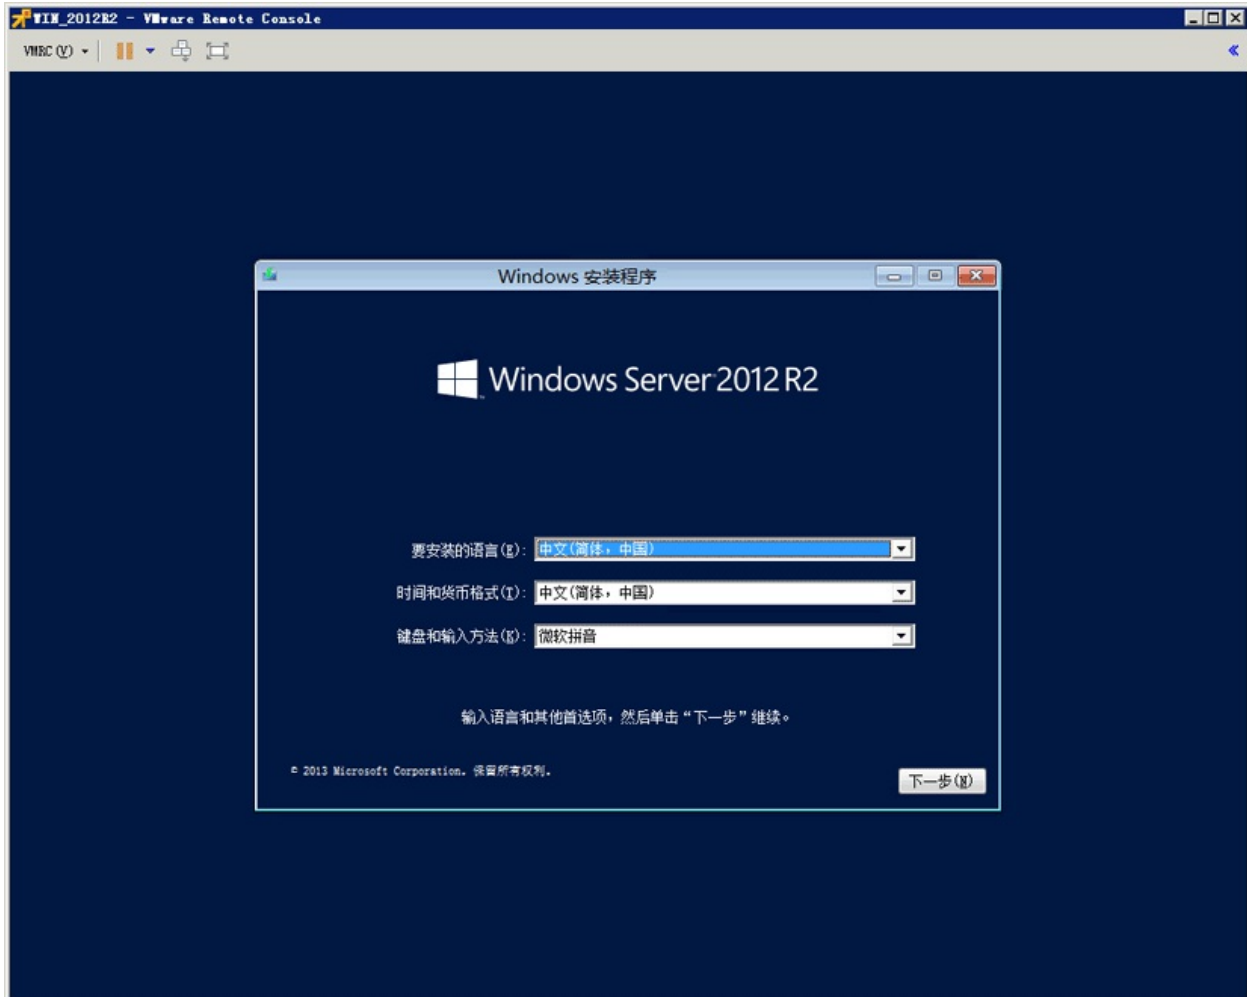 WIN_2012R2 - VMware Remote Console
VMRC(V)
Windows 安装程序
Windows Server 2012 R2
要安装的语言(E): 中文(简体，中国)
时间和货币格式(T): 中文(简体，中国)
键盘和输入方法(K): 微软拼音
输入语言和其他首选项，然后单击“下一步”继续。
© 2013 Microsoft Corporation。保留所有权利。
下一步(N)